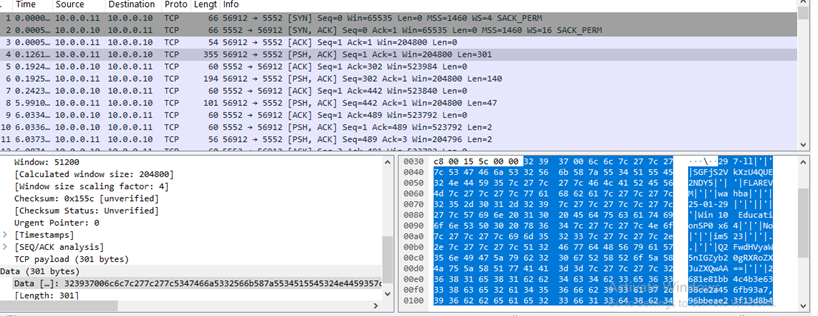 Time Source Destination Proto Lengt Info
1 0.0000… 10.0.0.11 10.0.0.10 TCP 66 56912 → 5552 [SYN] Seq=0 Win=65535 Len=0 MSS=1460 WS=4 SACK_PERM
2 0.0005… 10.0.0.10 10.0.0.11 TCP 66 5552 → 56912 [SYN, ACK] Seq=0 Ack=1 Win=65535 Len=0 MSS=1460 WS=16 SACK_PERM
3 0.0005… 10.0.0.11 10.0.0.10 TCP 54 56912 → 5552 [ACK] Seq=1 Ack=1 Win=204800 Len=0
4 0.1261… 10.0.0.11 10.0.0.10 TCP 355 56912 → 5552 [PSH, ACK] Seq=1 Ack=1 Win=204800 Len=301
5 0.1924… 10.0.0.10 10.0.0.11 TCP 60 5552 → 56912 [ACK] Seq=1 Ack=302 Win=523984 Len=0
6 0.1925… 10.0.0.11 10.0.0.10 TCP 194 56912 → 5552 [PSH, ACK] Seq=302 Ack=1 Win=204800 Len=140
7 0.2423… 10.0.0.10 10.0.0.11 TCP 60 5552 → 56912 [ACK] Seq=1 Ack=442 Win=523840 Len=0
8 5.9910… 10.0.0.11 10.0.0.10 TCP 101 56912 → 5552 [PSH, ACK] Seq=442 Ack=1 Win=204800 Len=47
9 6.0334… 10.0.0.10 10.0.0.11 TCP 60 5552 → 56912 [ACK] Seq=1 Ack=489 Win=523792 Len=0
10 6.0336… 10.0.0.10 10.0.0.11 TCP 60 5552 → 56912 [PSH, ACK] Seq=1 Ack=489 Win=523792 Len=2
11 6.0373… 10.0.0.11 10.0.0.10 TCP 56 56912 → 5552 [PSH, ACK] Seq=489 Ack=3 Win=204796 Len=2
Window: 51200
[Calculated window size: 204800]
[Window size scaling factor: 4]
Checksum: 0x155c [unverified]
[Checksum Status: Unverified]
Urgent Pointer: 0
[Timestamps]
[SEQ/ACK analysis]
TCP payload (301 bytes)
Data (301 bytes)
Data […]: 323937006c6c7c277c277c5347466a5332566b587a5534515545324e4459357c
[Length: 301]
0030 c8 00 15 5c 00 00 32 39 37 00 6c 6c 7c 27 7c 27 ···\··29 7·ll|'|'
0040 7c 53 47 46 6a 53 32 56 6b 58 7a 55 34 51 55 45 |SGFjS2V kXzU4QUE
0050 32 4e 44 59 35 7c 27 7c 27 7c 46 4c 41 52 45 56 2NDY5|'| '|FLAREV
0060 4d 7c 27 7c 27 7c 77 61 68 62 61 7c 27 7c 27 7c M|'|'|wa hba|'|'|
0070 32 35 2d 30 31 2d 32 39 7c 27 7c 27 7c 7c 27 7c 25-01-29 |'|'||'|
0080 27 7c 57 69 6e 20 31 30 20 45 64 75 63 61 74 69 '|Win 10 Educati
0090 6f 6e 53 50 30 20 78 36 34 7c 27 7c 27 7c 4e 6f onSP0 x6 4|'|'|No
00a0 7c 27 7c 27 7c 69 6d 35 32 33 7c 27 7c 27 7c 2e |'|'|im5 23|'|'|.
00b0 2e 7c 27 7c 27 7c 51 32 46 77 64 48 56 79 61 57 .|'|'|Q2 FwdHVyaW
00c0 35 6e 49 47 5a 79 62 32 30 67 52 58 52 6f 5a 58 5nIGZyb2 0gRXRoZX
00d0 4a 75 5a 58 51 77 41 41 3d 3d 7c 27 7c 27 7c 32 JuZXQwAA ==|'|'|2
00e0 36 38 31 65 38 31 62 62 34 63 34 62 33 65 36 33 681e81bb 4c4b3e63
00f0 33 38 63 65 32 61 34 35 36 66 62 39 33 61 37 2c 38ce2a45 6fb93a7,
0100 39 36 62 62 65 61 65 32 33 66 31 33 64 38 62 34 96bbeae2 3f13d8b4